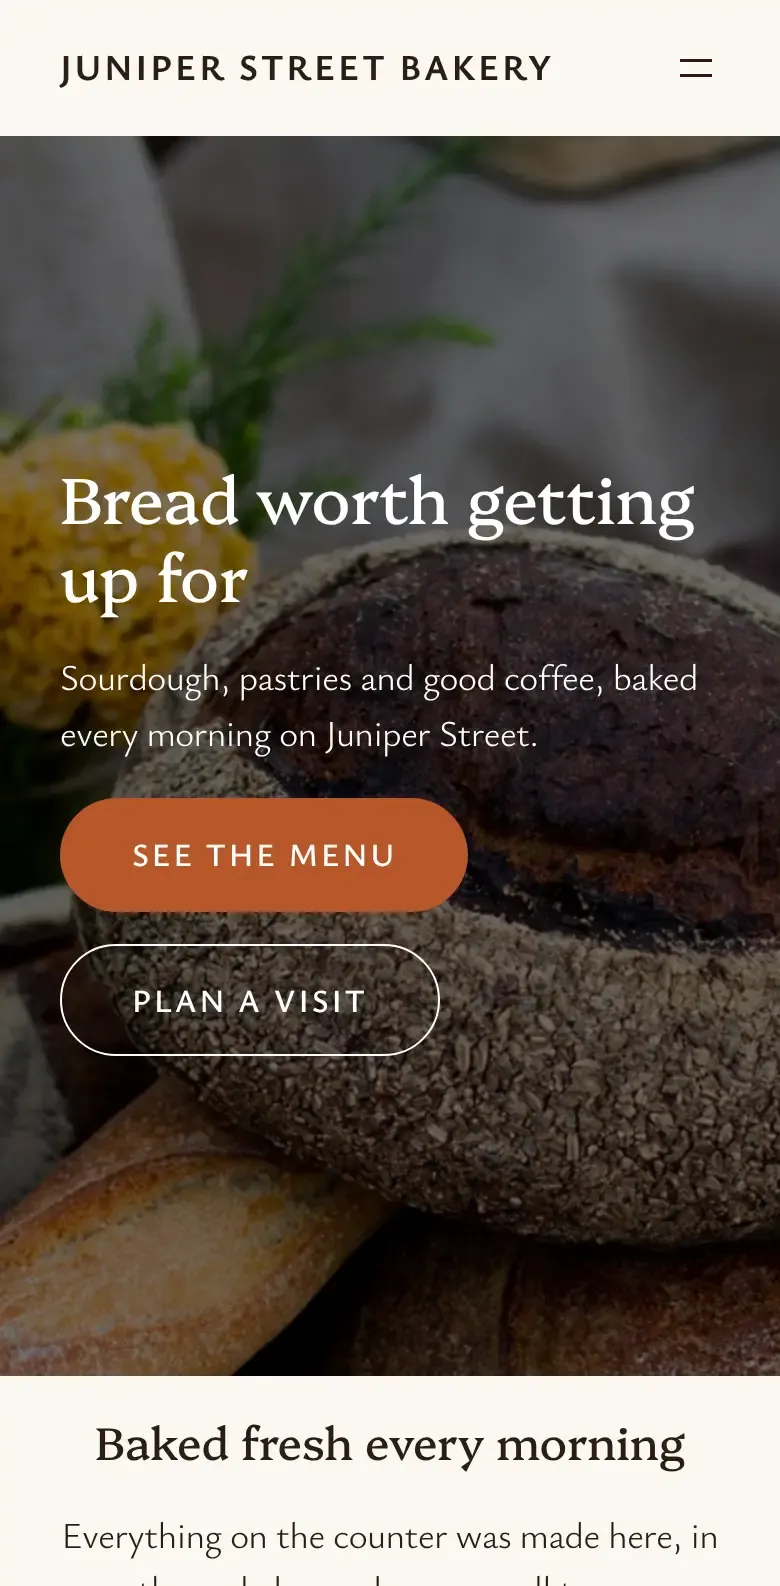 JUNIPER STREET BAKERY
Bread worth getting
up for
Sourdough, pastries and good coffee, baked
every morning on Juniper Street.
SEE THE MENU
PLAN A VISIT
Baked fresh every morning
Everything on the counter was made here, in